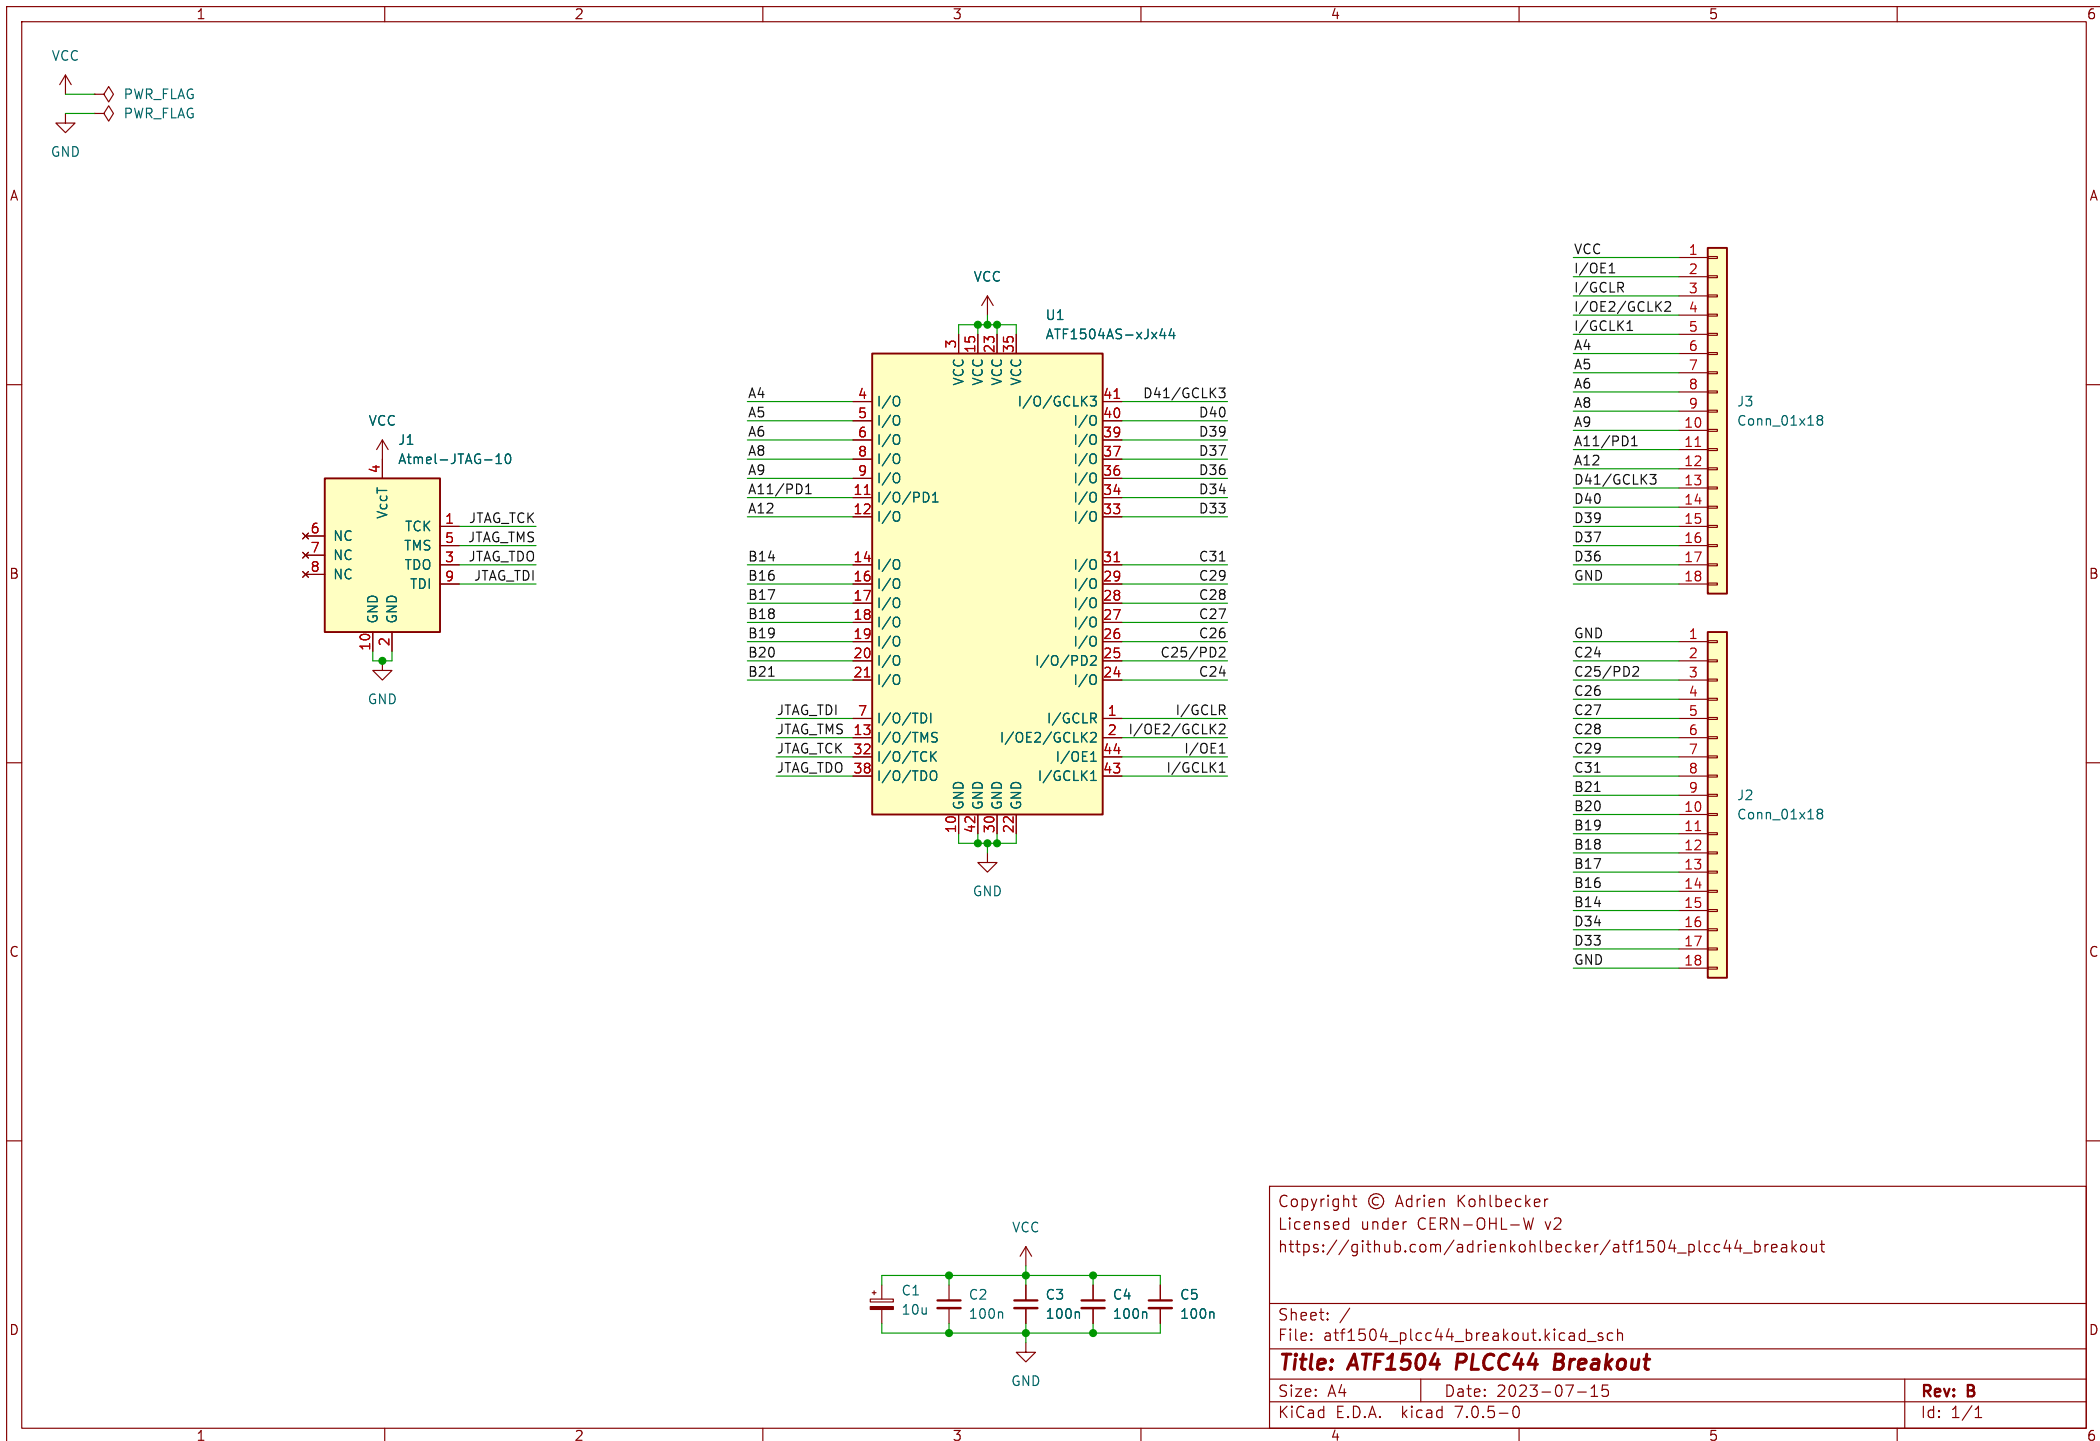 1 2 3 4 5 6
VCC
PWR_FLAG
PWR_FLAG
GND
A A
VCC
J1
Atmel-JTAG-10
4
VccT
6 NC
7 NC
8 NC
TCK 1 JTAG_TCK
TMS 5 JTAG_TMS
TDO 3 JTAG_TDO
TDI 9 JTAG_TDI
GND GND
10 2
GND
VCC
U1
ATF1504AS-xJx44
3 15 23 35
VCC VCC VCC VCC
A4 4 I/O
A5 5 I/O
A6 6 I/O
A8 8 I/O
A9 9 I/O
A11/PD1 11 I/O/PD1
A12 12 I/O
B14 14 I/O
B16 16 I/O
B17 17 I/O
B18 18 I/O
B19 19 I/O
B20 20 I/O
B21 21 I/O
JTAG_TDI 7 I/O/TDI
JTAG_TMS 13 I/O/TMS
JTAG_TCK 32 I/O/TCK
JTAG_TDO 38 I/O/TDO
I/O/GCLK3 41 D41/GCLK3
I/O 40 D40
I/O 39 D39
I/O 37 D37
I/O 36 D36
I/O 34 D34
I/O 33 D33
I/O 31 C31
I/O 29 C29
I/O 28 C28
I/O 27 C27
I/O 26 C26
I/O/PD2 25 C25/PD2
I/O 24 C24
I/GCLR 1 I/GCLR
I/OE2/GCLK2 2 I/OE2/GCLK2
I/OE1 44 I/OE1
I/GCLK1 43 I/GCLK1
GND GND GND GND
10 42 30 22
GND
VCC 1
I/OE1 2
I/GCLR 3
I/OE2/GCLK2 4
I/GCLK1 5
A4 6
A5 7
A6 8
A8 9
A9 10
A11/PD1 11
A12 12
D41/GCLK3 13
D40 14
D39 15
D37 16
D36 17
GND 18
J3
Conn_01x18
B B
GND 1
C24 2
C25/PD2 3
C26 4
C27 5
C28 6
C29 7
C31 8
B21 9
B20 10
B19 11
B18 12
B17 13
B16 14
B14 15
D34 16
D33 17
GND 18
J2
Conn_01x18
C C
VCC
C1
10u
C2
100n
C3
100n
C4
100n
C5
100n
GND
D D
Copyright © Adrien Kohlbecker
Licensed under CERN-OHL-W v2
https://github.com/adrienkohlbecker/atf1504_plcc44_breakout
Sheet: /
File: atf1504_plcc44_breakout.kicad_sch
Title: ATF1504 PLCC44 Breakout
Size: A4 Date: 2023-07-15 Rev: B
KiCad E.D.A. kicad 7.0.5-0 Id: 1/1
1 2 3 4 5 6